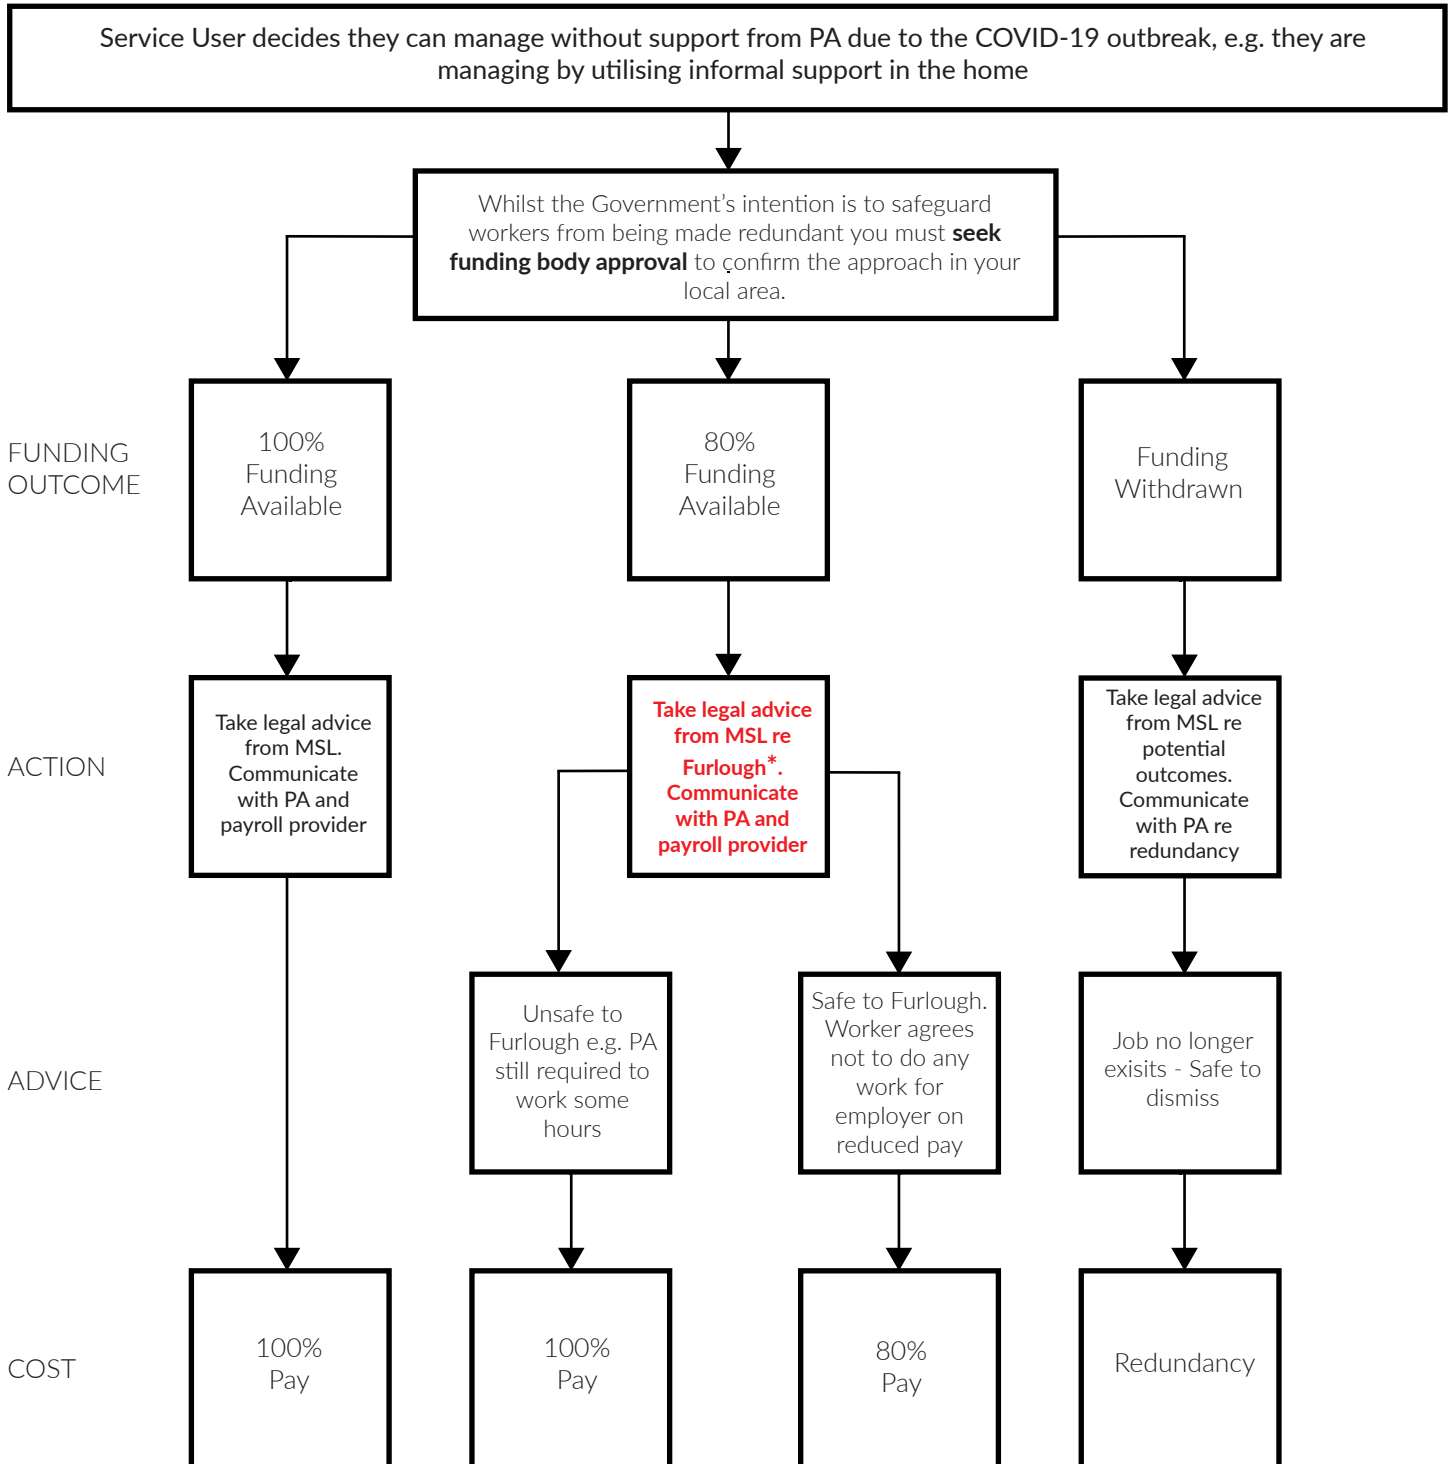 Service User decides they can manage without support from PA due to the COVID-19 outbreak, e.g. they are
managing by utilising informal support in the home
Whilst the Government's intention is to safeguard
workers from being made redundant you must seek
funding body approval to confirm the approach in your
local area.
FUNDING
OUTCOME
100%
Funding
Available
80%
Funding
Available
Funding
Withdrawn
ACTION
Take legal advice
from MSL.
Communicate
with PA and
payroll provider
Take legal advice
from MSL re
Furlough*.
Communicate
with PA and
payroll provider
Take legal advice
from MSL re
potential
outcomes.
Communicate
with PA re
redundancy
ADVICE
Unsafe to
Furlough e.g. PA
still required to
work some
hours
Safe to Furlough.
Worker agrees
not to do any
work for
employer on
reduced pay
Job no longer
exisits - Safe to
dismiss
COST
100%
Pay
100%
Pay
80%
Pay
Redundancy